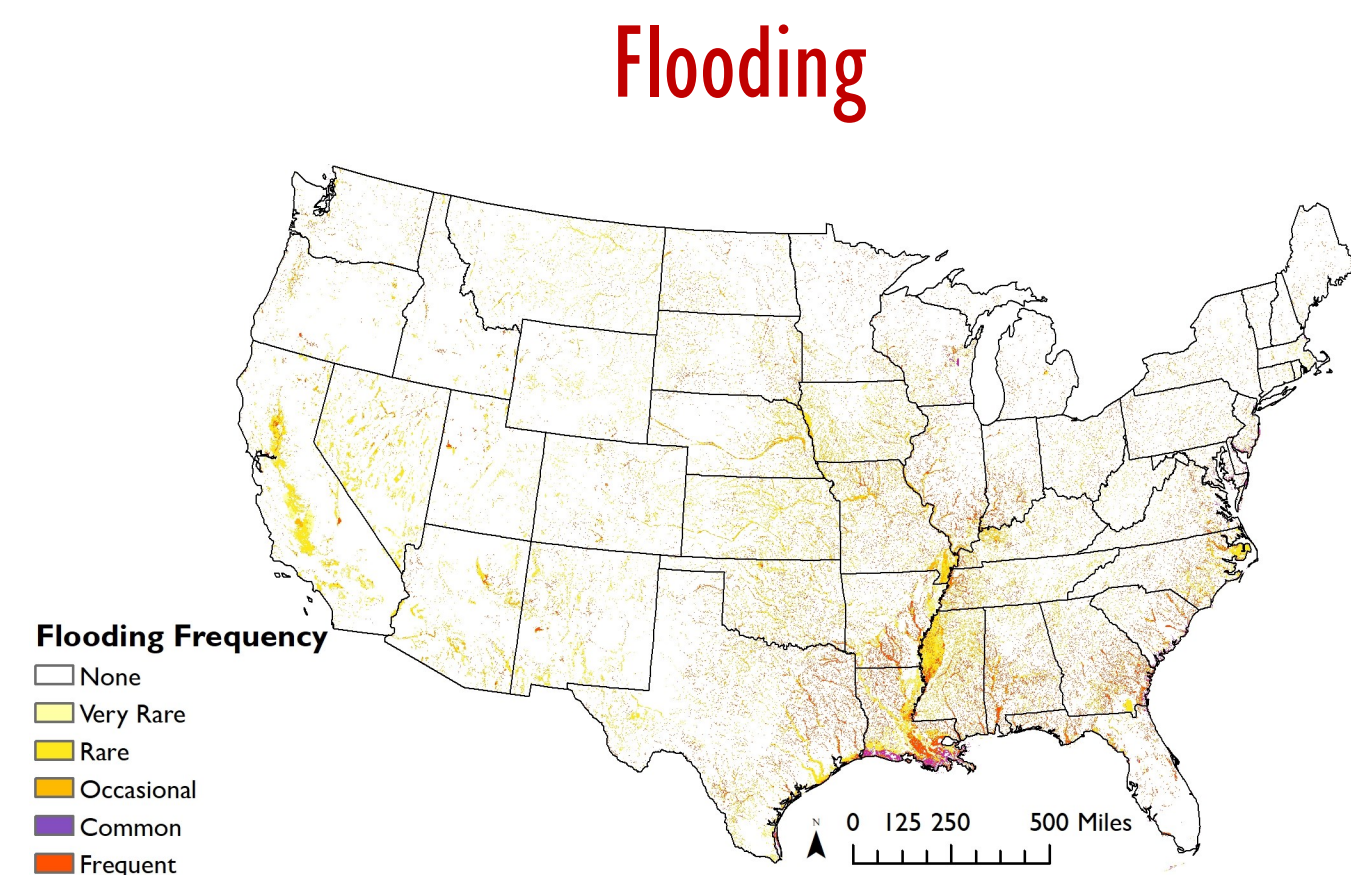 Flooding
Flooding Frequency
None
Very Rare
Rare
Occasional
Common
Frequent
N
0 125 250 500 Miles